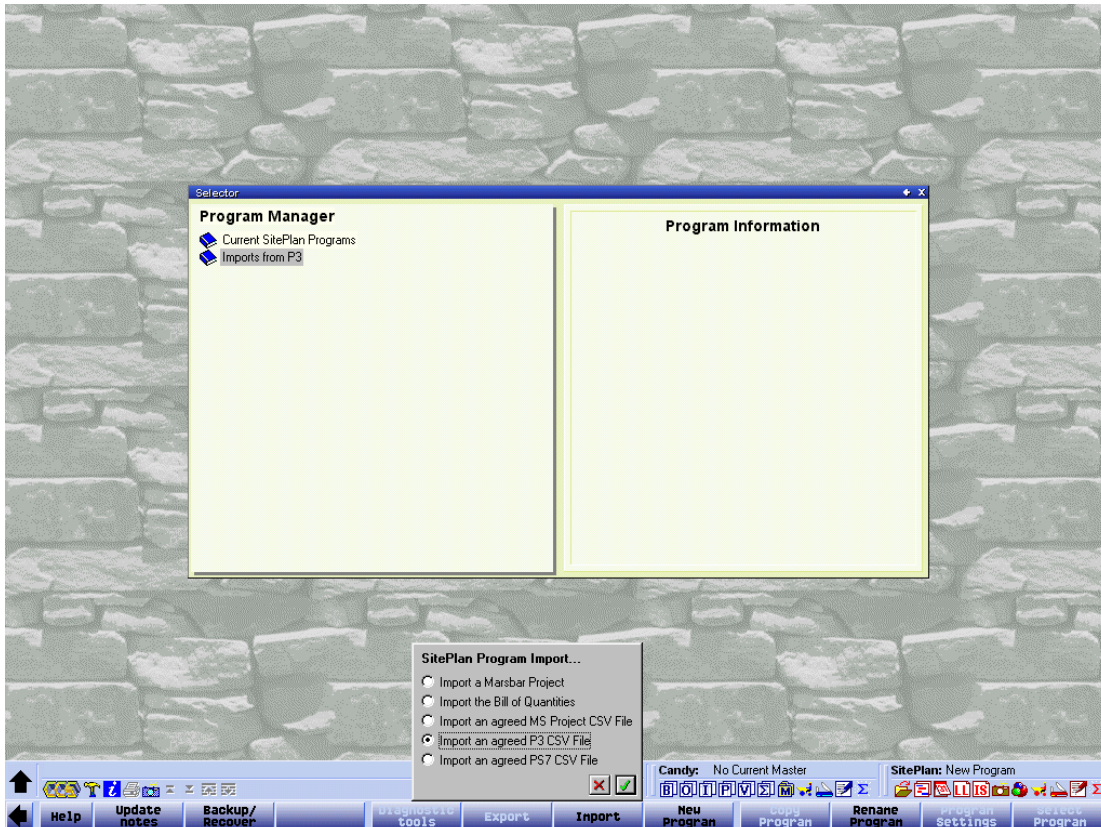 Selector
Program Manager
Current SitePlan Programs
Imports from P3
Program Information
SitePlan Program Import...
Import a Marsbar Project
Import the Bill of Quantities
Import an agreed MS Project CSV File
Import an agreed P3 CSV File
Import an agreed PS7 CSV File
Candy: No Current Master
SitePlan: New Program
B O I P V Σ M Σ
LL IS Σ
Help
Update notes
Backup/ Recover
Diagnostic tools
Export
Import
New Program
Copy Program
Rename Program
Program Settings
Select Program